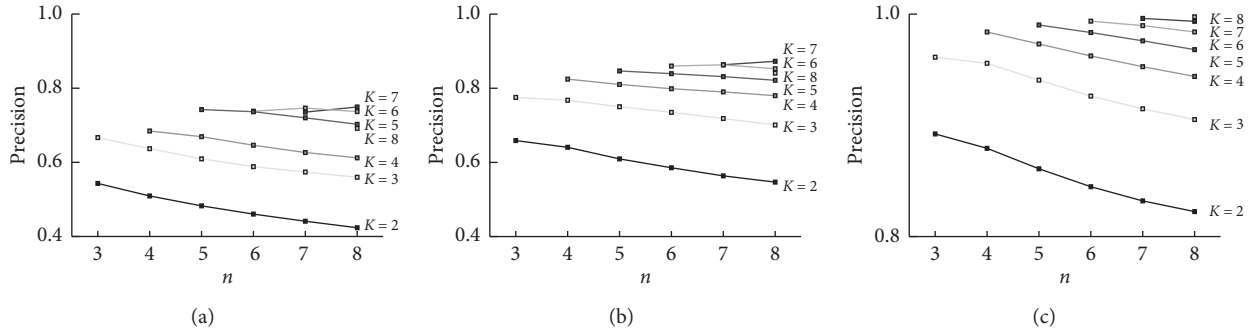 Precision
1.0
0.8
0.6
0.4
3 4 5 6 7 8
n
K = 7
K = 6
K = 5
K = 8
K = 4
K = 3
K = 2
(a)
Precision
1.0
0.8
0.6
0.4
3 4 5 6 7 8
n
K = 7
K = 6
K = 8
K = 5
K = 4
K = 3
K = 2
(b)
Precision
1.0
0.8
3 4 5 6 7 8
n
K = 8
K = 7
K = 6
K = 5
K = 4
K = 3
K = 2
(c)